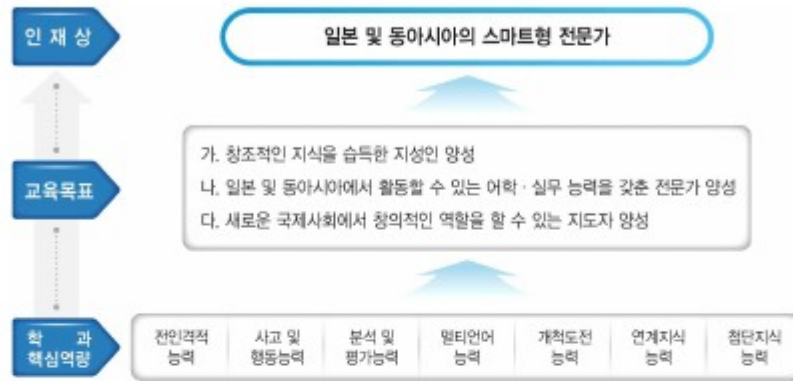 인 재 상
일본 및 동아시아의 스마트형 전문가
교육목표
가. 창조적인 지식을 습득한 지성인 양성
나. 일본 및 동아시아에서 활동할 수 있는 어학 · 실무 능력을 갖춘 전문가 양성
다. 새로운 국제사회에서 창의적인 역할을 할 수 있는 지도자 양성
학 과
핵심역량
전인격적
능력
사고 및
행동능력
분석 및
평가능력
멀티언어
능력
개척도전
능력
연계지식
능력
첨단지식
능력